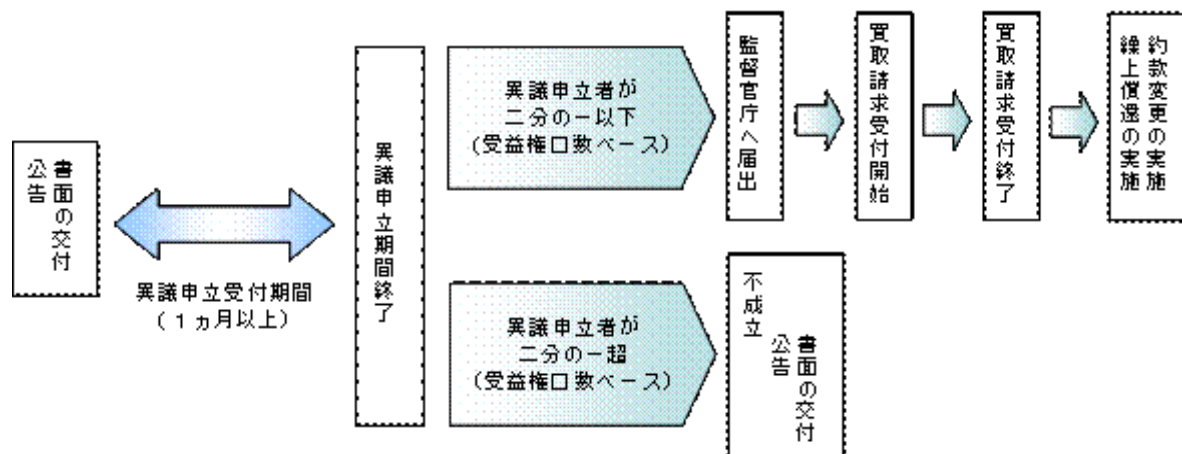 書面の交付
公告
異議申立受付期間
(1ヵ月以上)
異議申立期間終了
異議申立者が
二分の一以下
(受益権口数ベース)
監督官庁へ届出
買取請求受付開始
買取請求受付終了
約款変更の実施
繰上償還の実施
異議申立者が
二分の一超
(受益権口数ベース)
不成立
書面の交付
公告